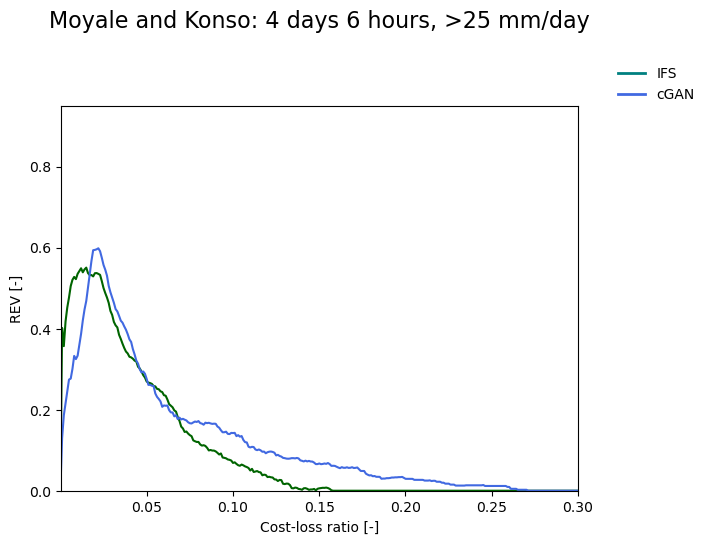 Moyale and Konso: 4 days 6 hours, >25 mm/day
IFS
cGAN
0.8
0.6
0.4
0.2
0.0
REV [-]
0.05 0.10 0.15 0.20 0.25 0.30
Cost-loss ratio [-]